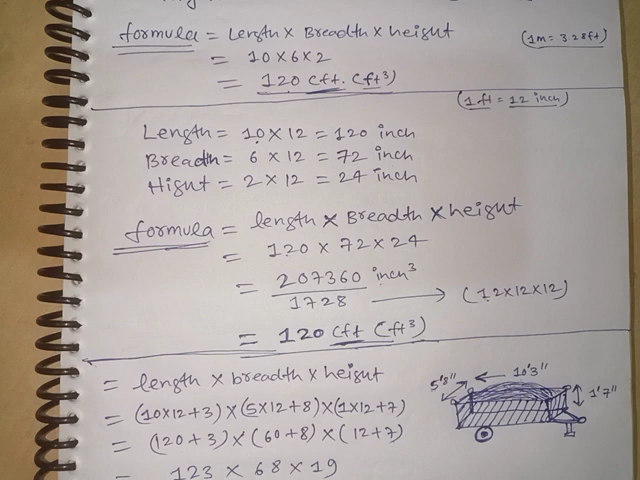 formula = Length x Breadth x height
(1m = 3.28ft)
= 10 x 6 x 2
= 120 Cft. (ft³)
(1 ft = 12 inch)
Length = 10 x 12 = 120 inch
Breadth = 6 x 12 = 72 inch
Hight = 2 x 12 = 24 inch
formula = length x Breadth x height
= 120 x 72 x 24
= 207360 inch³
1728 → (12x12x12)
= 120 Cft (ft³)
= length x breadth x height
5'8" 10'3"
1'7"
= (10x12+3) x (5x12+8) x (1x12+7)
= (120+3) x (60+8) x (12+7)
= 123 x 68 x 19